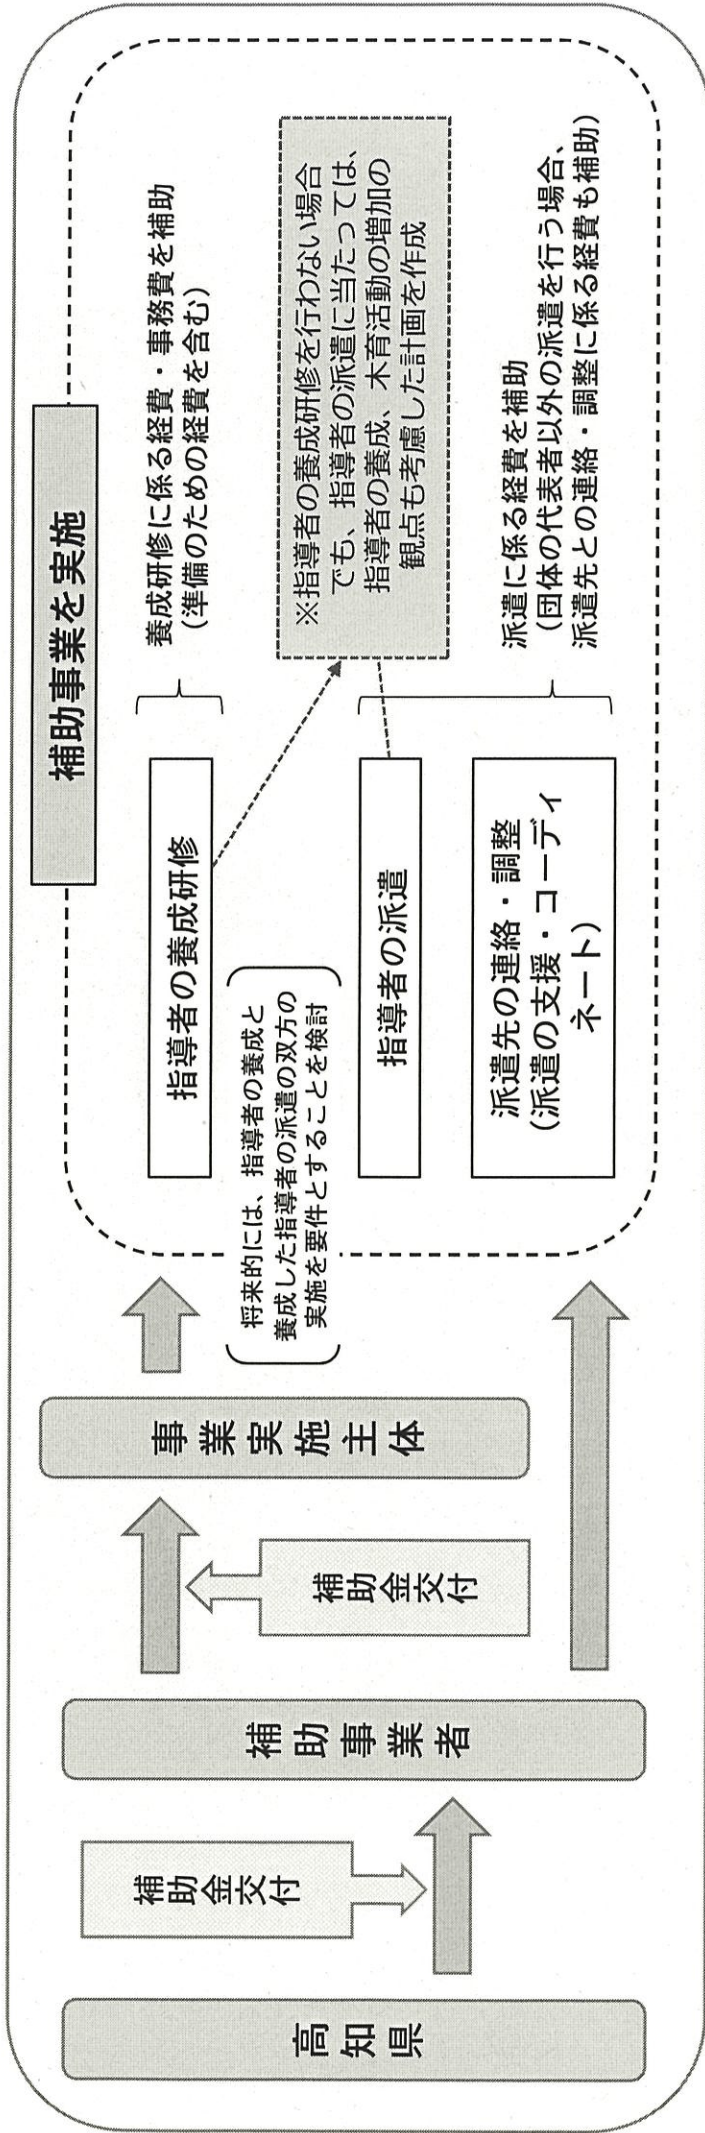 高知県
補助金交付
補助事業者
補助金交付
事業実施主体
補助事業を実施
指導者の養成研修
養成研修に係る経費・事務費を補助
(準備のための経費を含む)
将来的には、指導者の養成と
養成した指導者の派遣の双方の
実施を要件とすることを検討
※指導者の養成研修を行わない場合
でも、指導者の派遣に当たっては、
指導者の養成、木育活動の増加の
観点も考慮した計画を作成
指導者の派遣
派遣先の連絡・調整
(派遣の支援・コーディ
ネート)
派遣に係る経費を補助
(団体の代表者以外の派遣を行う場合、
派遣先との連絡・調整に係る経費も補助)